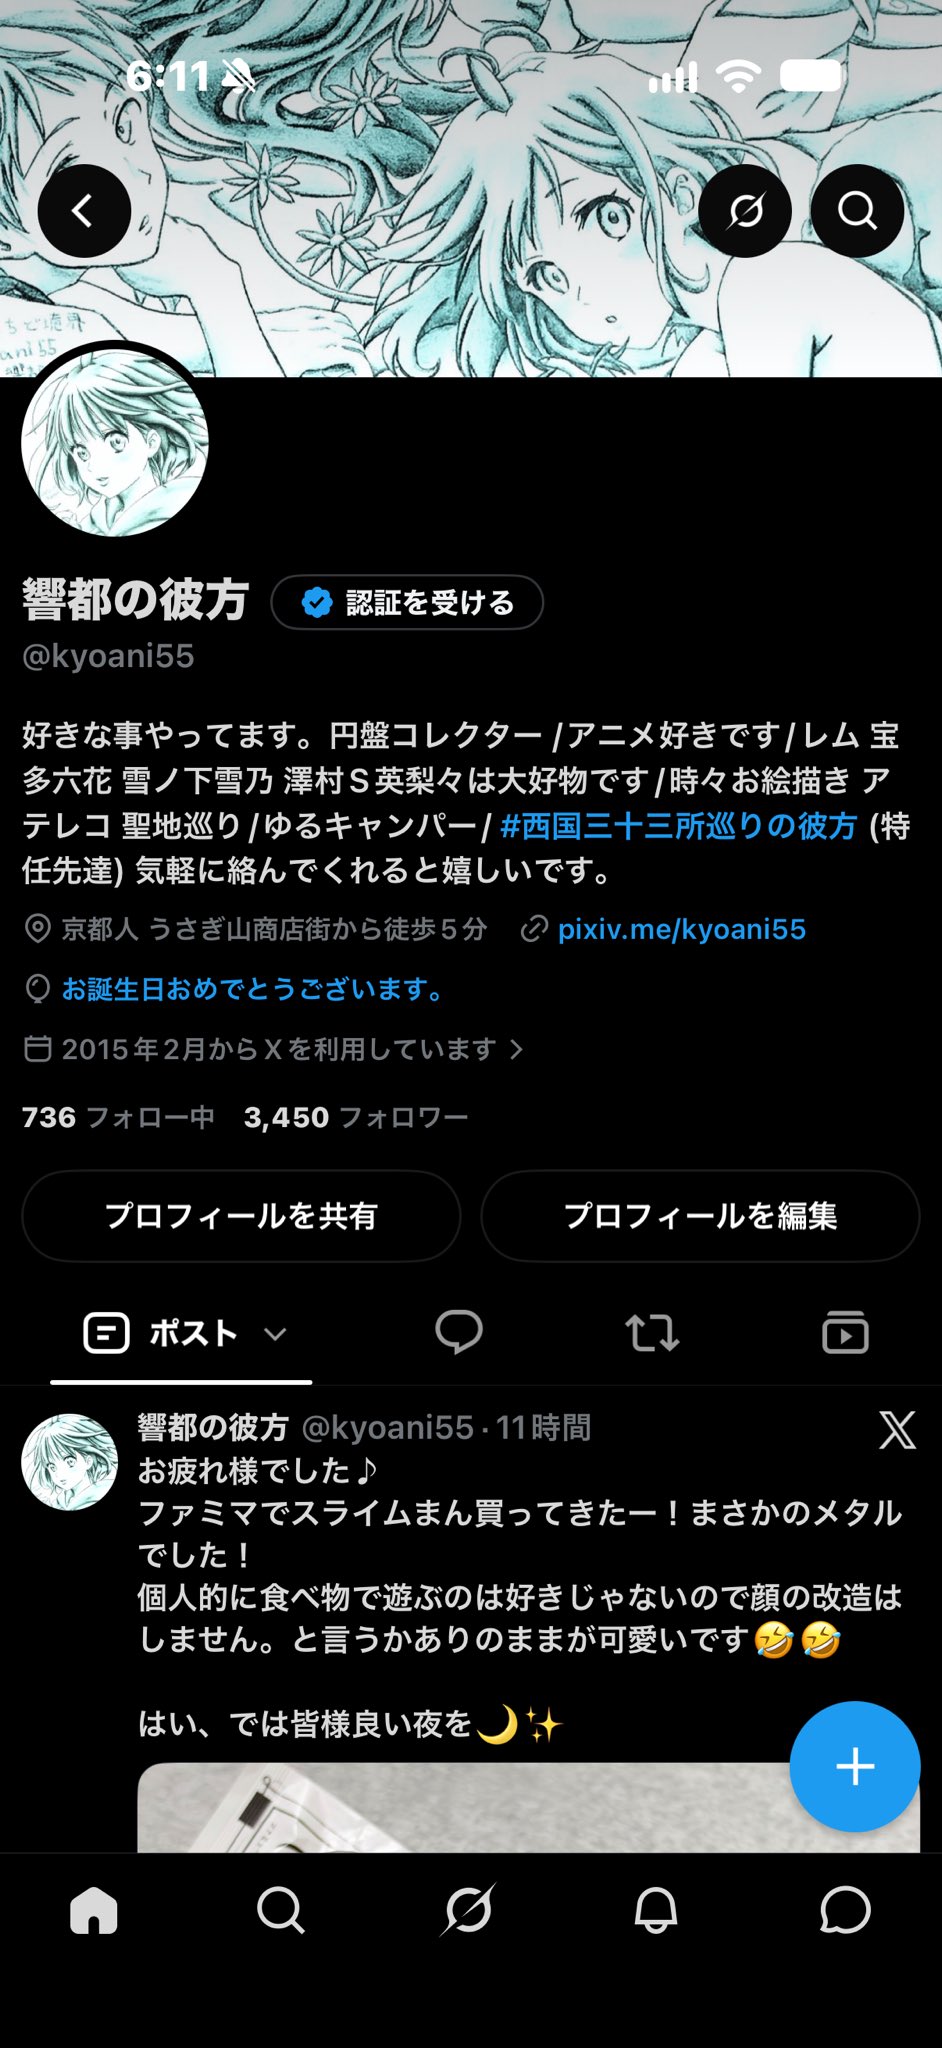 6:11
ちど境界
ani55
響都の彼方 認証を受ける
@kyoani55
好きな事やってます。円盤コレクター /アニメ好きです/レム 宝
多六花 雪ノ下雪乃 澤村S英梨々は大好物です/時々お絵描き ア
テレコ 聖地巡り/ゆるキャンパー/ #西国三十三所巡りの彼方 (特
任先達) 気軽に絡んでくれると嬉しいです。
京都人 うさぎ山商店街から徒歩5分 pixiv.me/kyoani55
お誕生日おめでとうございます。
2015年2月からXを利用しています
736 フォロー中 3,450 フォロワー
プロフィールを共有 プロフィールを編集
ポスト
響都の彼方 @kyoani55·11時間
お疲れ様でした♪
ファミマでスライムまん買ってきたー！まさかのメタル
でした！
個人的に食べ物で遊ぶのは好きじゃないので顔の改造は
しません。と言うかありのままが可愛いです🤣🤣
はい、では皆様良い夜を🌙✨